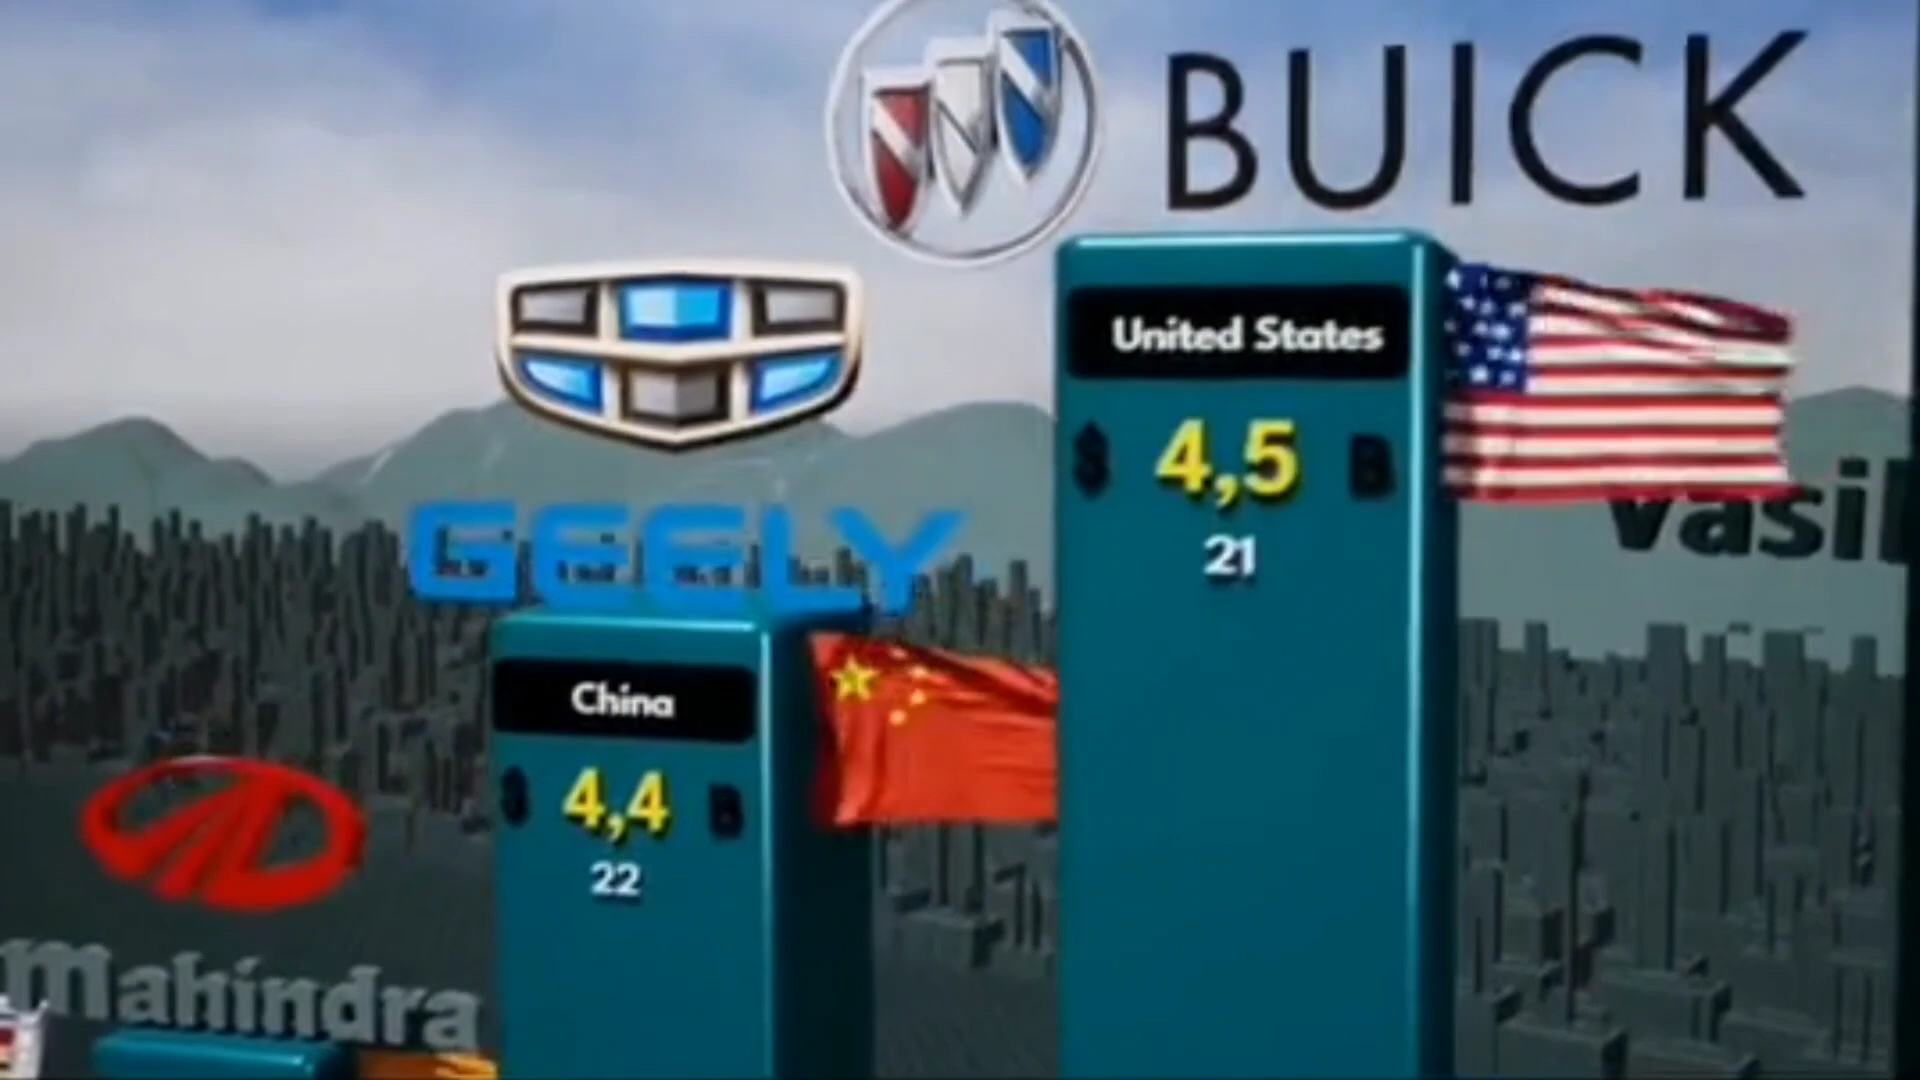 BUICK
United States
$ 4,5 B
21
GEELY
China
$ 4,4 B
22
mahindra